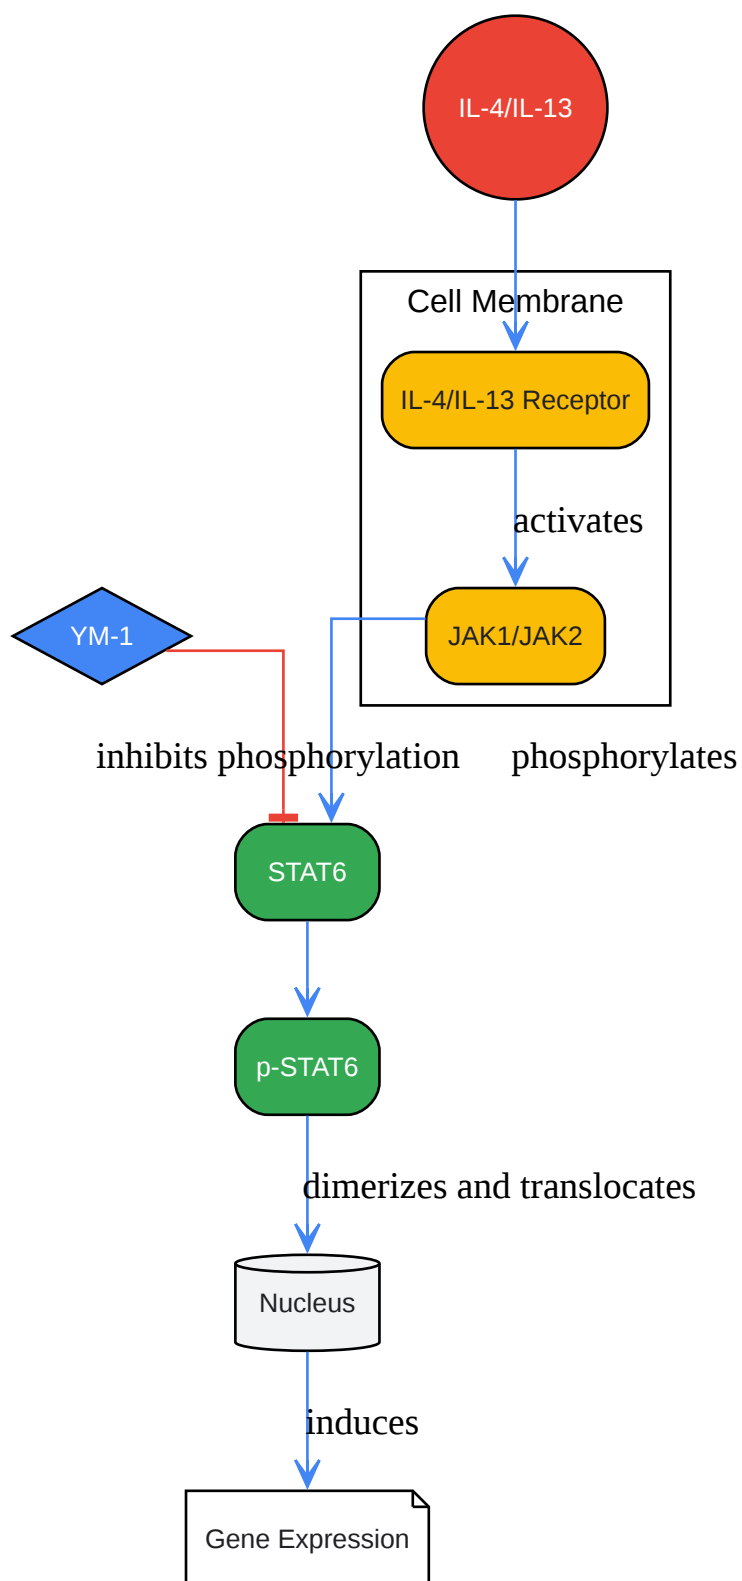 IL-4/IL-13
Cell Membrane
IL-4/IL-13 Receptor
activates
YM-1
JAK1/JAK2
inhibits phosphorylation
phosphorylates
STAT6
p-STAT6
dimerizes and translocates
Nucleus
induces
Gene Expression